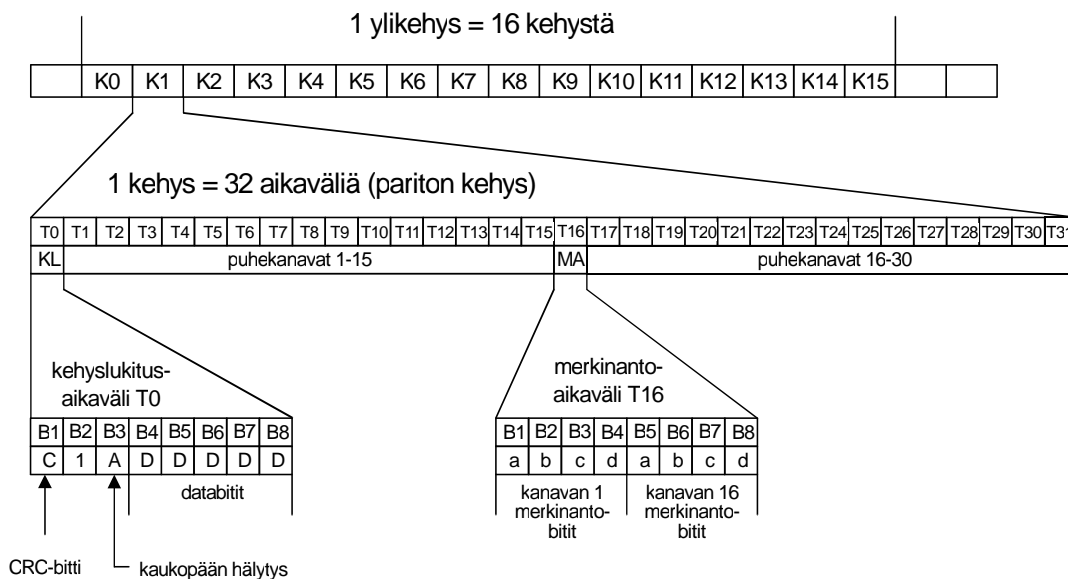 1 ylikehys = 16 kehystä
K0 K1 K2 K3 K4 K5 K6 K7 K8 K9 K10 K11 K12 K13 K14 K15
1 kehys = 32 aikaväliä (pariton kehys)
T0 T1 T2 T3 T4 T5 T6 T7 T8 T9 T10 T11 T12 T13 T14 T15 T16 T17 T18 T19 T20 T21 T22 T23 T24 T25 T26 T27 T28 T29 T30 T31
KL puhekanavat 1-15 MA puhekanavat 16-30
kehyslukitus-
aikaväli T0
B1 B2 B3 B4 B5 B6 B7 B8
C 1 A D D D D D
databitit
CRC-bitti
kaukopään hälytys
merkinanto-
aikaväli T16
B1 B2 B3 B4 B5 B6 B7 B8
a b c d a b c d
kanavan 1
merkinanto-
bitit
kanavan 16
merkinanto-
bitit